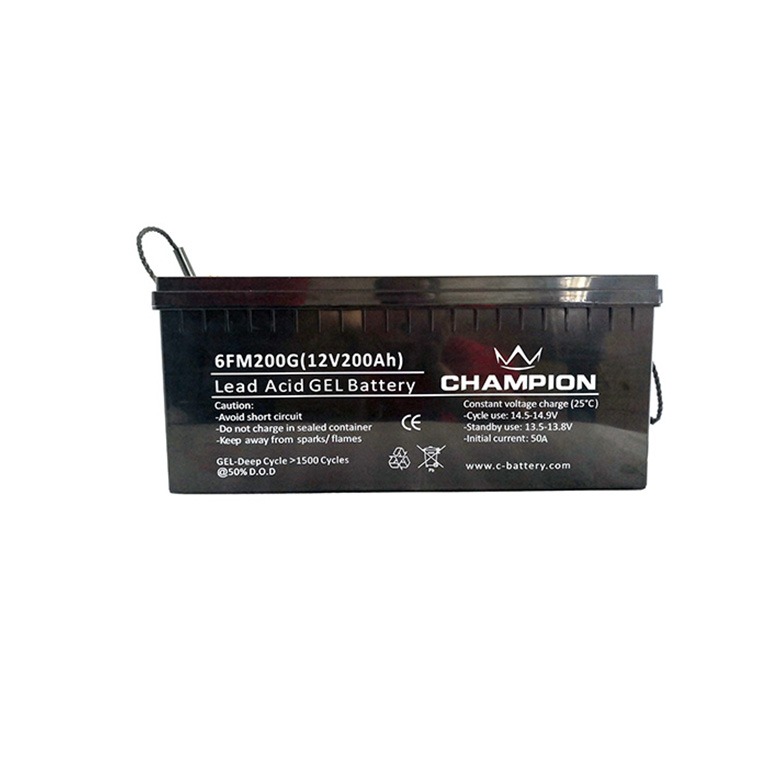 6FM200G(12V200Ah)
Lead Acid GEL Battery
Caution:
-Avoid short circuit
-Do not charge in sealed container
-Keep away from sparks/ flames
GEL-Deep Cycle >1500 Cycles
@50% D.O.D
CE
Pb
CHAMPION
Constant voltage charge (25℃)
-Cycle use: 14.5-14.9V
-Standby use: 13.5-13.8V
-Initial current: 50A
www.c-battery.com